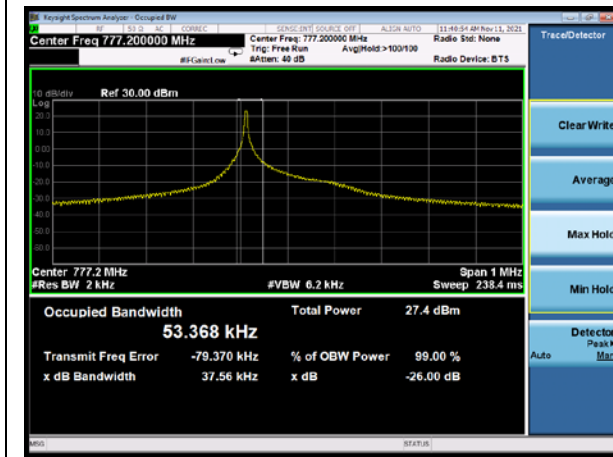 Keysight Spectrum Analyzer - Occupied BW
RF 50 Ω AC CORREC SENSE:INT SOURCE OFF ALIGN AUTO 11:40:54 AM Nov 11, 2021
Center Freq 777.200000 MHz Center Freq: 777.200000 MHz Radio Std: None Trace/Detector
Trig: Free Run Avg|Hold:>100/100
#IFGain:Low #Atten: 40 dB Radio Device: BTS
10 dB/div Ref 30.00 dBm
Log
20.0
10.0
0.00
-10.0
-20.0
-30.0
-40.0
-50.0
-60.0
Clear Write
Average
Max Hold
Min Hold
Center 777.2 MHz Span 1 MHz
#Res BW 2 kHz #VBW 6.2 kHz Sweep 238.4 ms
Occupied Bandwidth Total Power 27.4 dBm
53.368 kHz
Transmit Freq Error -79.370 kHz % of OBW Power 99.00 %
x dB Bandwidth 37.56 kHz x dB -26.00 dB
Detector
Peak
Auto Man
MSG STATUS